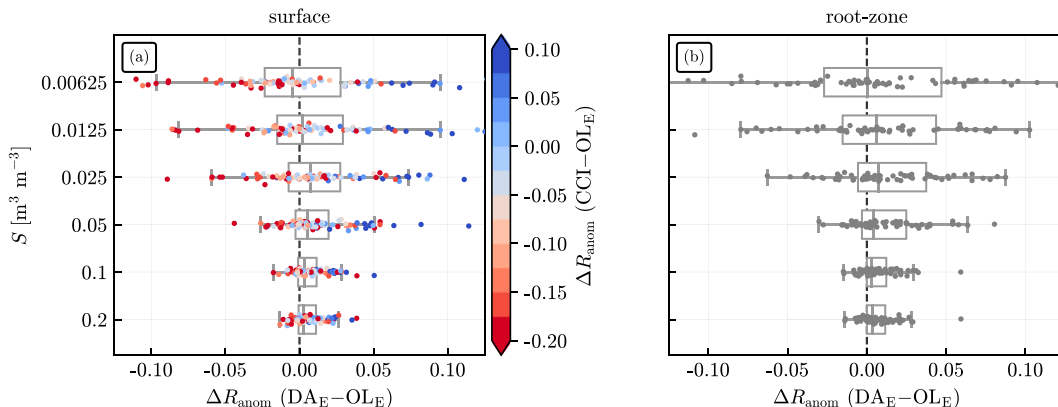 surface
root-zone
(a)
(b)
S [m³ m⁻³]
0.00625
0.0125
0.025
0.05
0.1
0.2
-0.10
-0.05
0.00
0.05
0.10
ΔR_anom (DA_E−OL_E)
0.10
0.05
0.00
-0.05
-0.10
-0.15
-0.20
ΔR_anom (CCI−OL_E)
-0.10
-0.05
0.00
0.05
0.10
ΔR_anom (DA_E−OL_E)